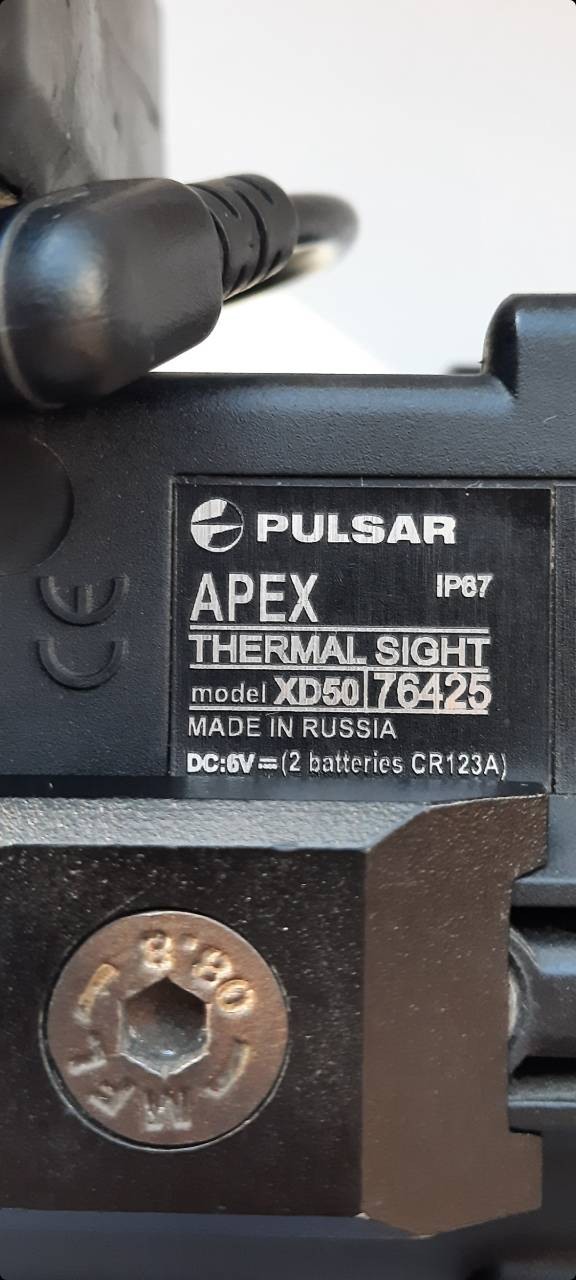 PULSAR
APEX IP67
THERMAL SIGHT
model XD50 76425
MADE IN RUSSIA
DC:6V⎓(2 batteries CR123A)
CE
08.8